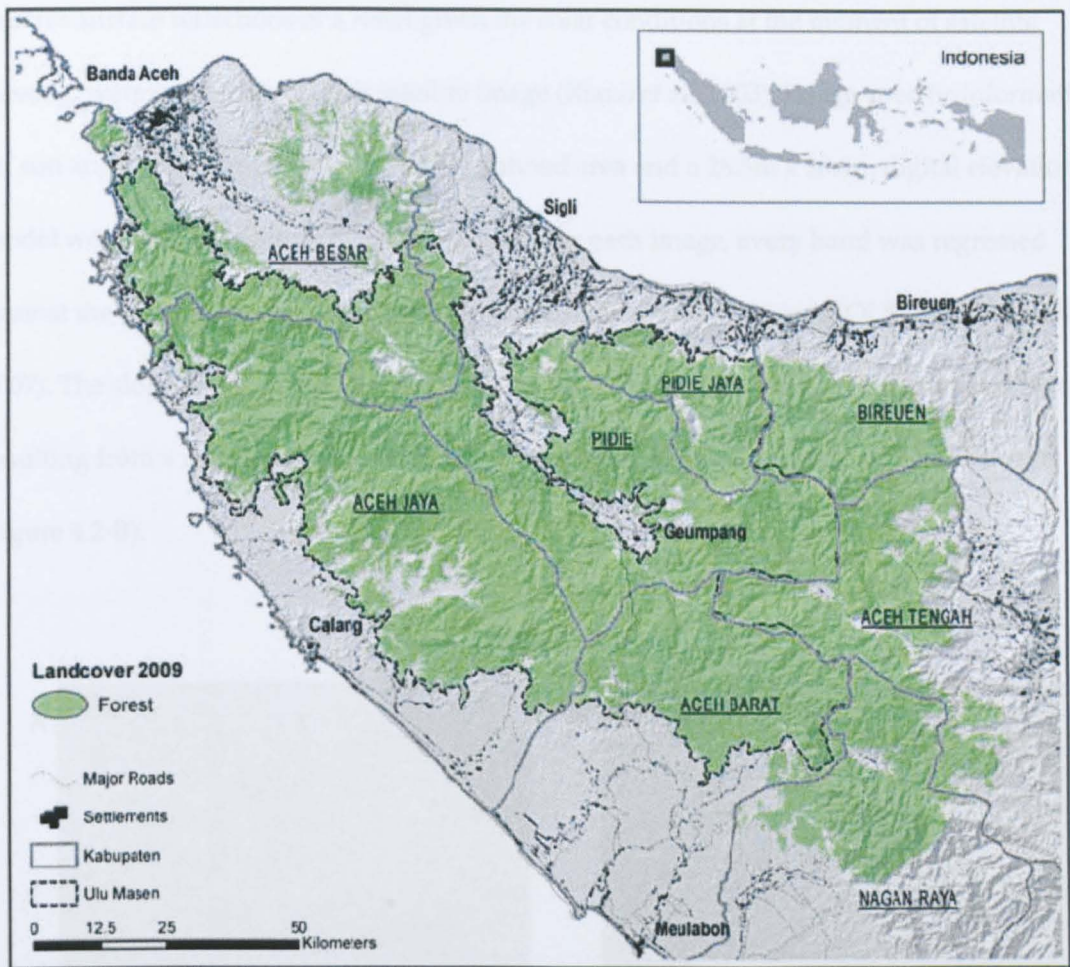 Indonesia
Banda Aceh
Sigli
ACEH BESAR
Bireuen
PIDIE JAYA
BIREUEN
PIDIE
ACEH JAYA
Geumpang
ACEH TENGAH
Calang
ACEH BARAT
NAGAN RAYA
Meulaboh
Landcover 2009
Forest
Major Roads
Settlements
Kabupaten
Ulu Masen
0 12.5 25 50
Kilometers